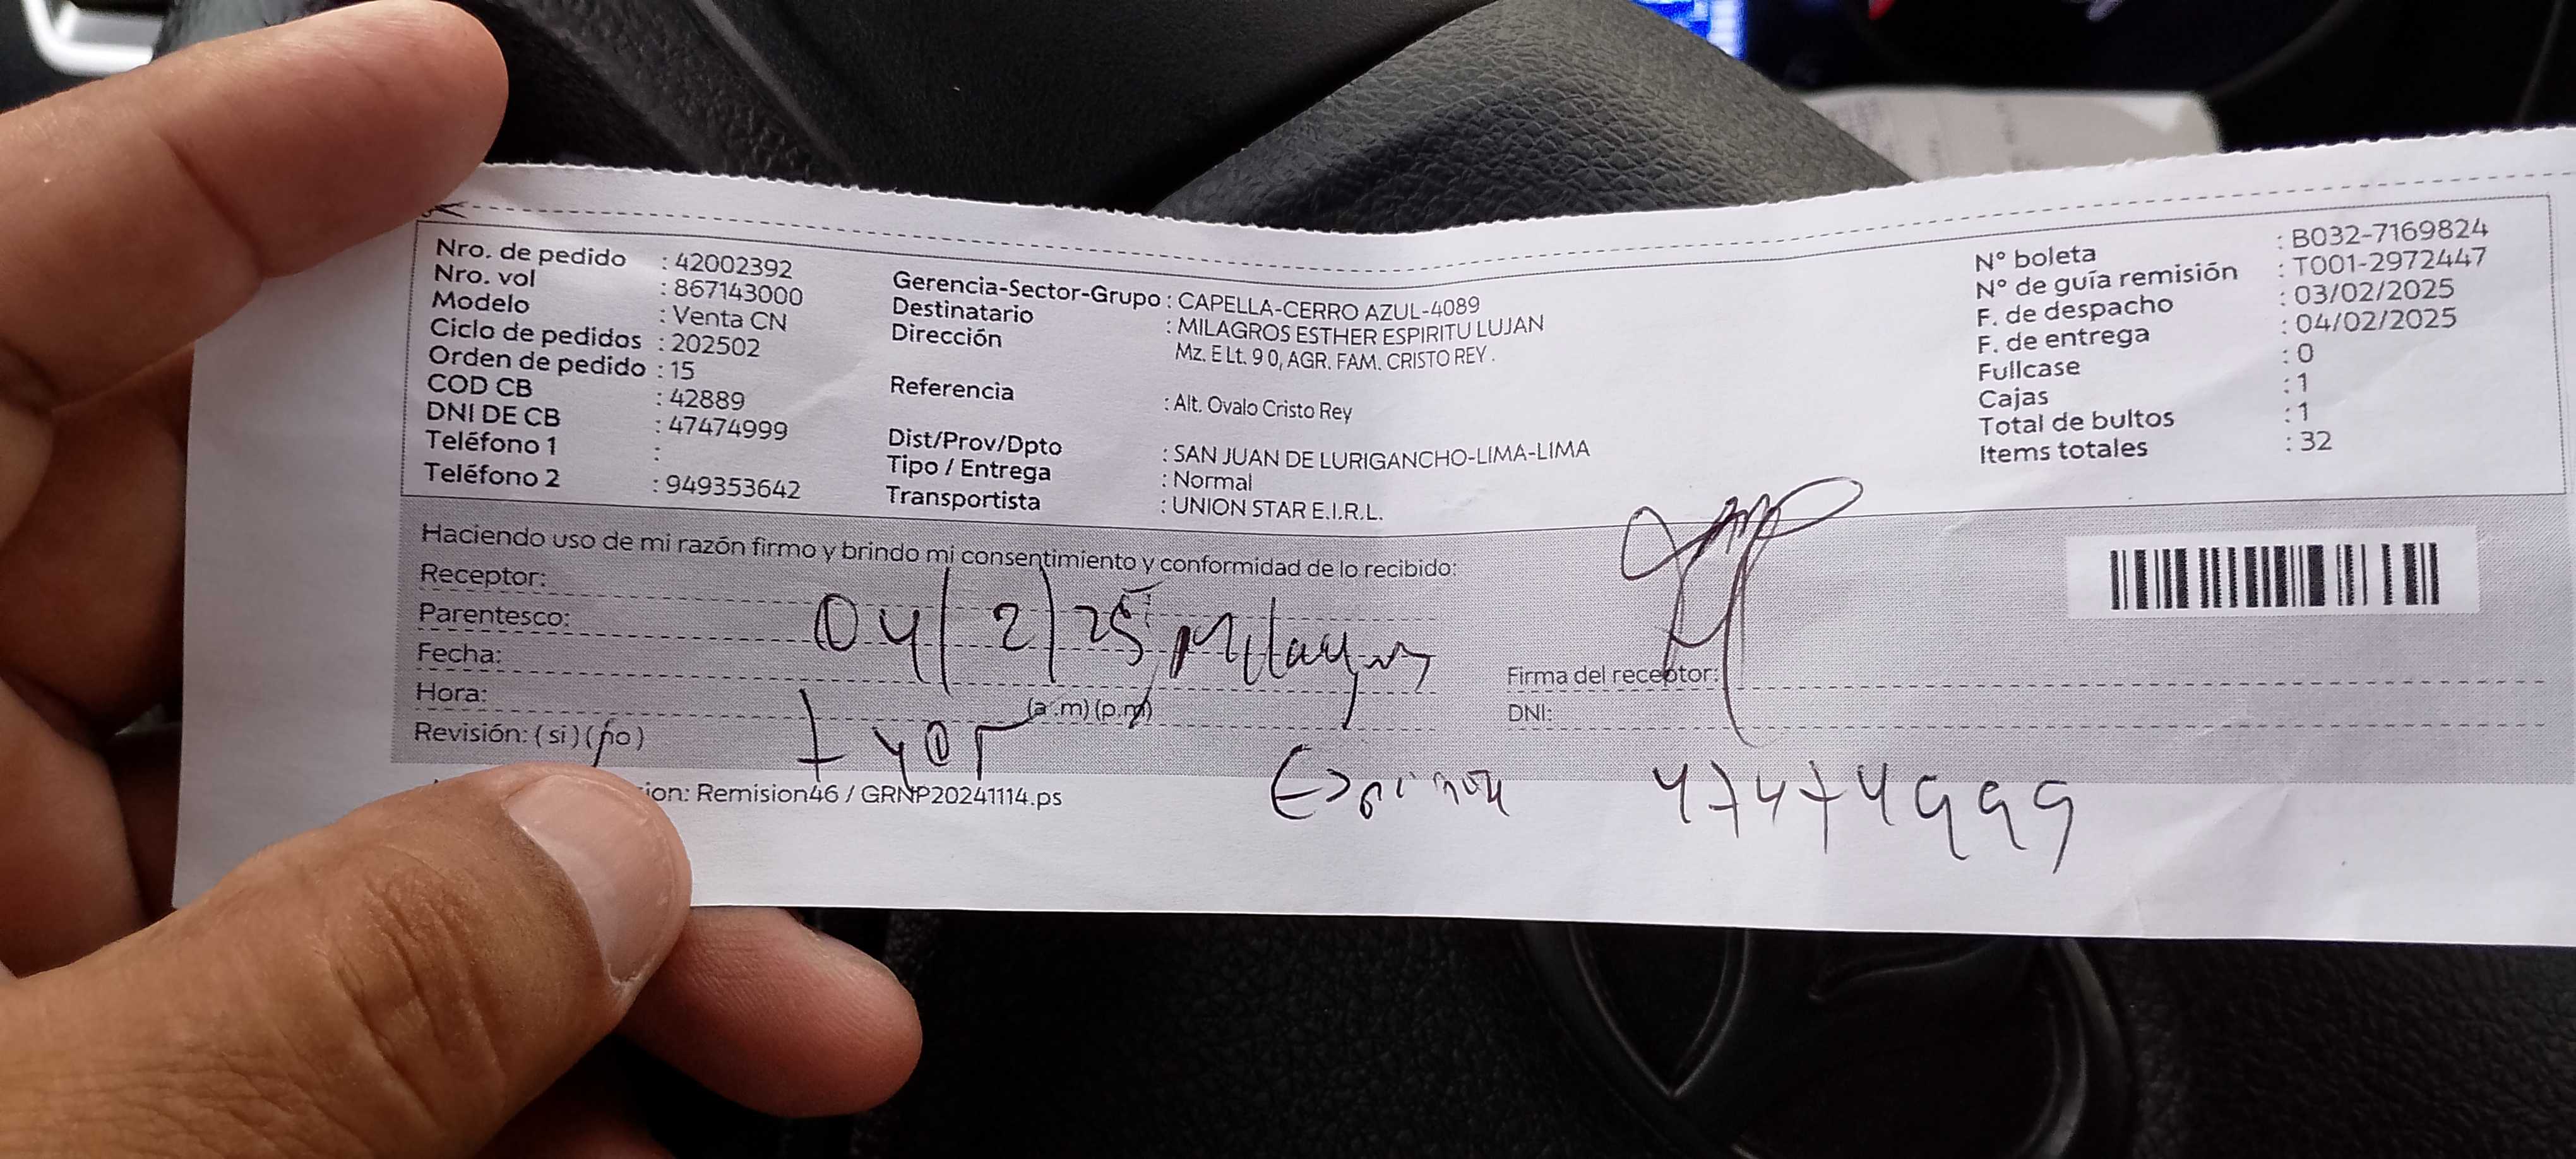 Nro. de pedido : 42002392
Nro. vol : 867143000
Modelo : Venta CN
Ciclo de pedidos : 202502
Orden de pedido : 15
COD CB : 42889
DNI DE CB : 47474999
Teléfono 1 :
Teléfono 2 : 949353642
Gerencia-Sector-Grupo : CAPELLA-CERRO AZUL-4089
Destinatario : MILAGROS ESTHER ESPIRITU LUJAN
Dirección Mz. E Lt. 9 0, AGR. FAM. CRISTO REY .
Referencia : Alt. Ovalo Cristo Rey
Dist/Prov/Dpto : SAN JUAN DE LURIGANCHO-LIMA-LIMA
Tipo / Entrega : Normal
Transportista : UNION STAR E.I.R.L.
N° boleta : B032-7169824
N° de guía remisión : T001-2972447
F. de despacho : 03/02/2025
F. de entrega : 04/02/2025
Fullcase : 0
Cajas : 1
Total de bultos : 1
Items totales : 32
Haciendo uso de mi razón firmo y brindo mi consentimiento y conformidad de lo recibido:
Receptor:
Parentesco: 04/2/25 Milagros
Fecha:
Hora: (a.m) (p.m)
Revisión: (si) (no)
Firma del receptor:
DNI:
47474999
Remision46 / GRNP20241114.ps